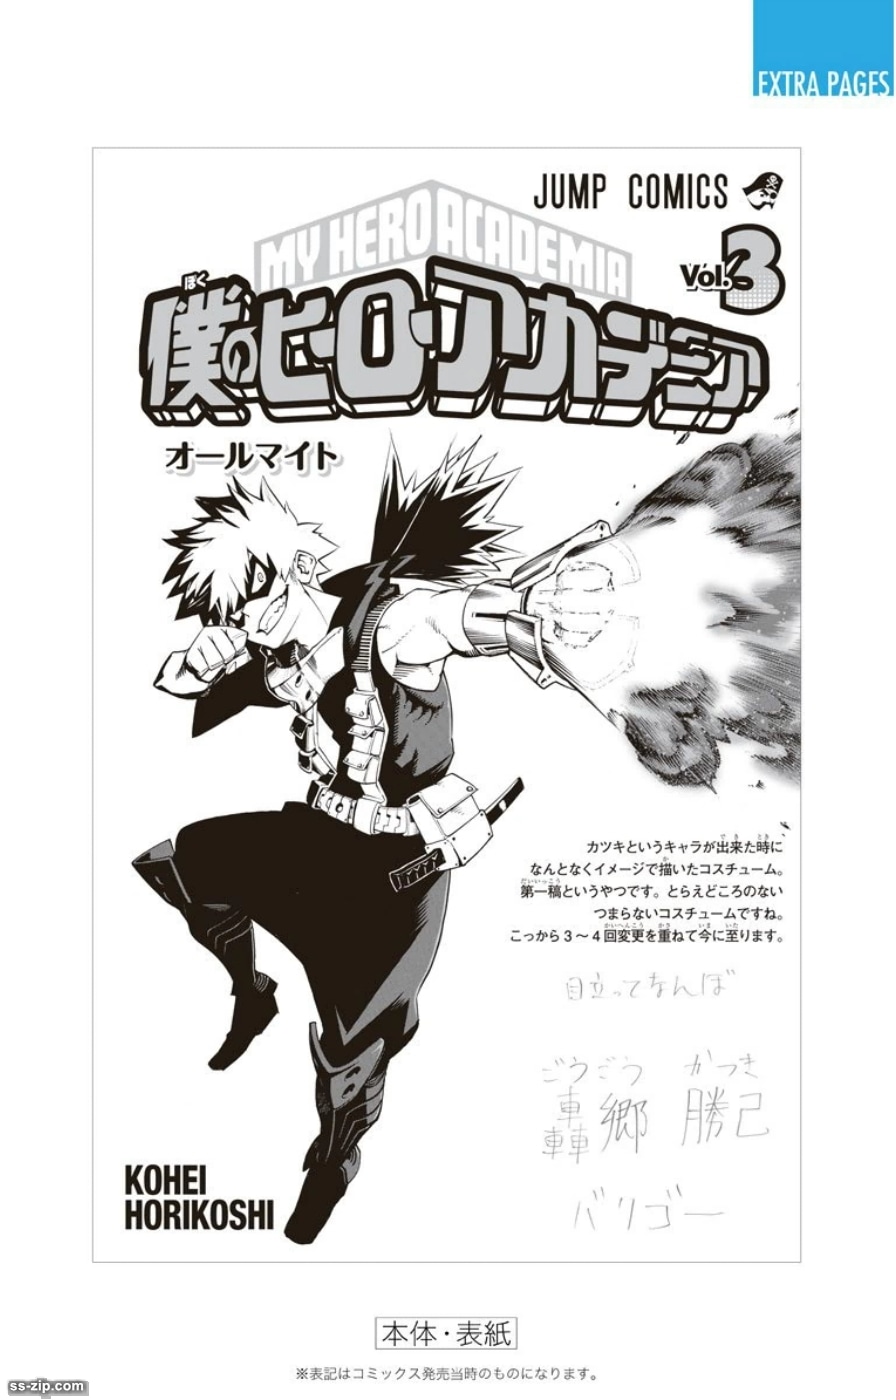 EXTRA PAGES
JUMP COMICS
MY HERO ACADEMIA
Vol.3
ぼく
僕のヒーローアカデミア
オールマイト
カツキというキャラが出来た時に
なんとなくイメージで描いたコスチューム。
第一稿というやつです。とらえどころのない
つまらないコスチュームですね。
こっから3〜4回変更を重ねて今に至ります。
目立ってなんぼ
ごうごう かつき
轟郷 勝己
バリゴー
KOHEI
HORIKOSHI
本体・表紙
※表記はコミックス発売当時のものになります。
ss-zip.com